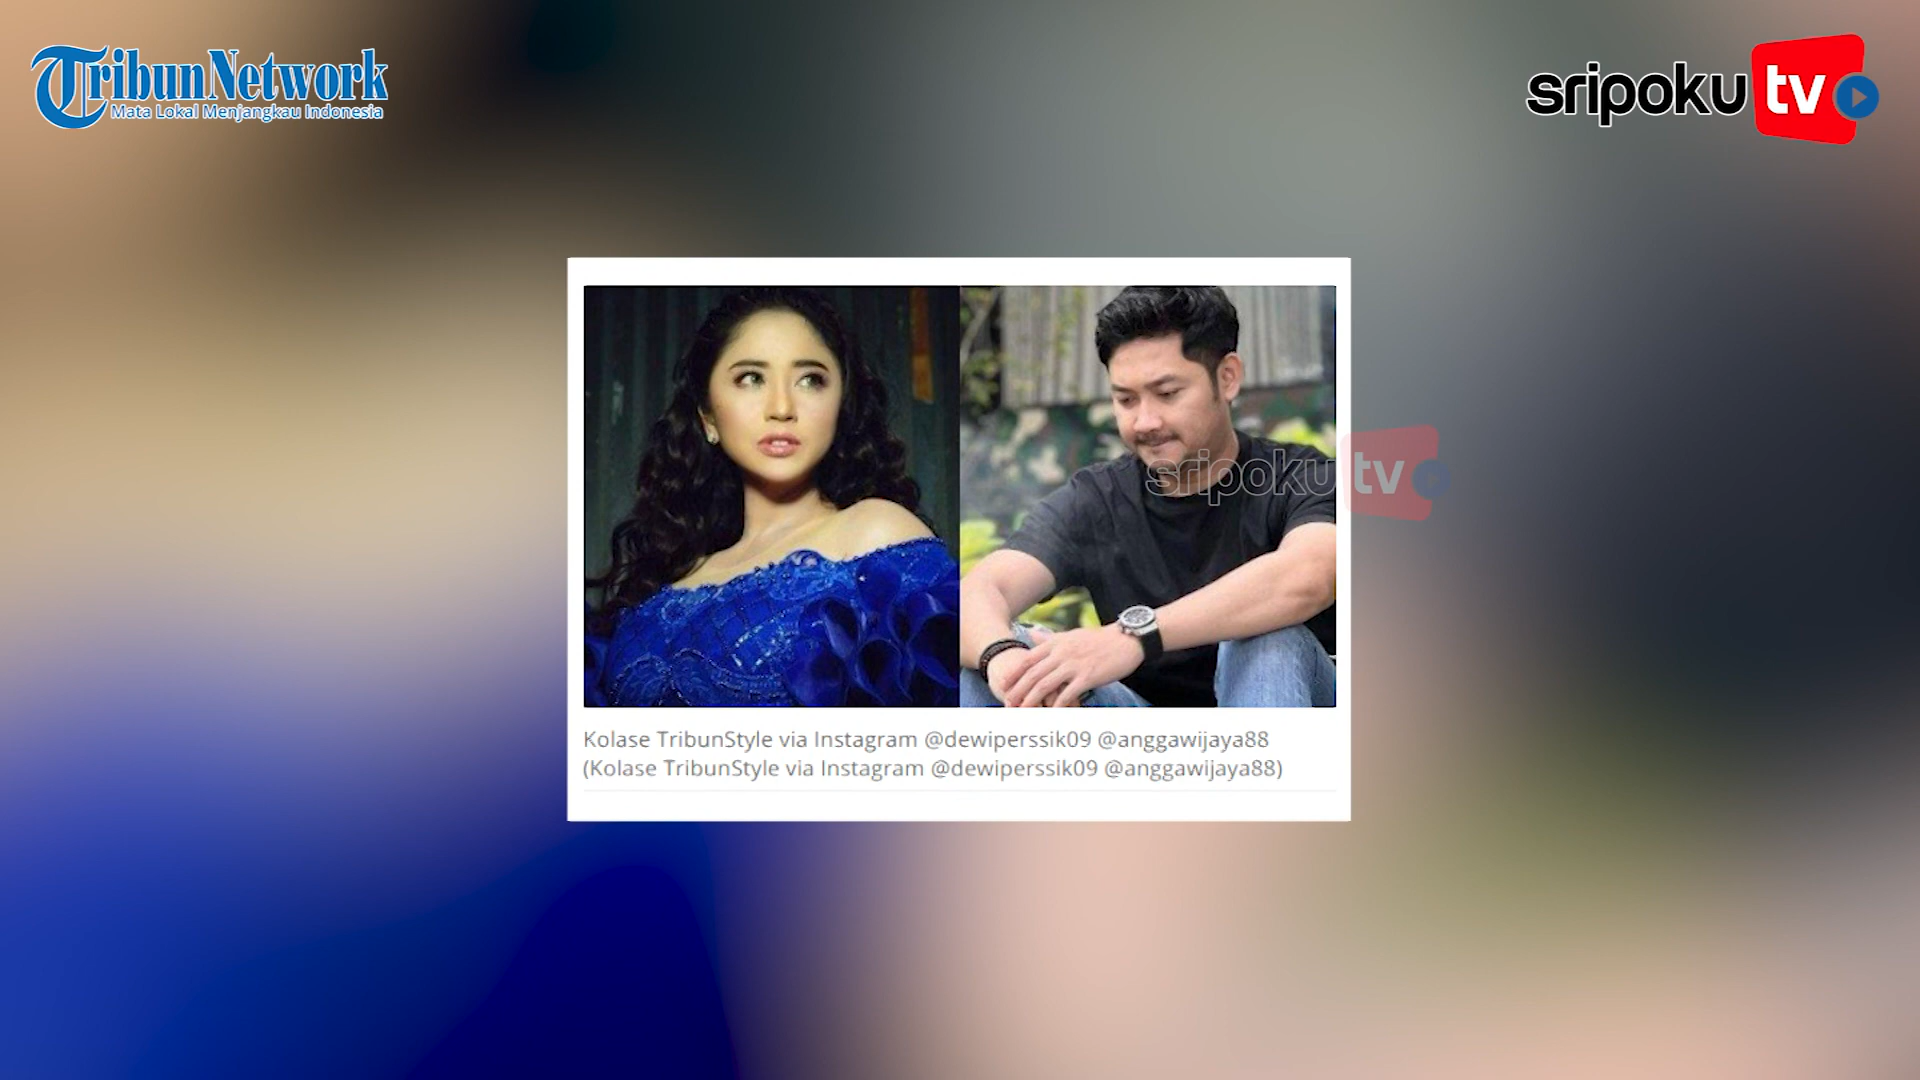 TribunNetwork
Mata Lokal Menjangkau Indonesia
sripoku tv
sripoku tv
Kolase TribunStyle via Instagram @dewiperssik09 @anggawijaya88
(Kolase TribunStyle via Instagram @dewiperssik09 @anggawijaya88)